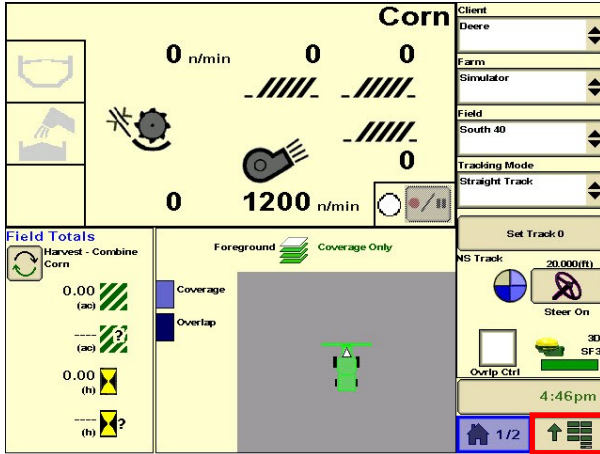 Corn
0 n/min 0 0
0
0 1200 n/min
Client
Deere
Farm
Simulator
Field
South 40
Tracking Mode
Straight Track
Set Track 0
NS Track
20.000(ft)
Steer On
Ovrlp Ctrl
3D
SF3
4:46pm
1/2
Field Totals
Harvest - Combine
Corn
0.00
(ac)
----
(ac)
?
0.00
(h)
----
(h)
?
Foreground
Coverage Only
Coverage
Overlap